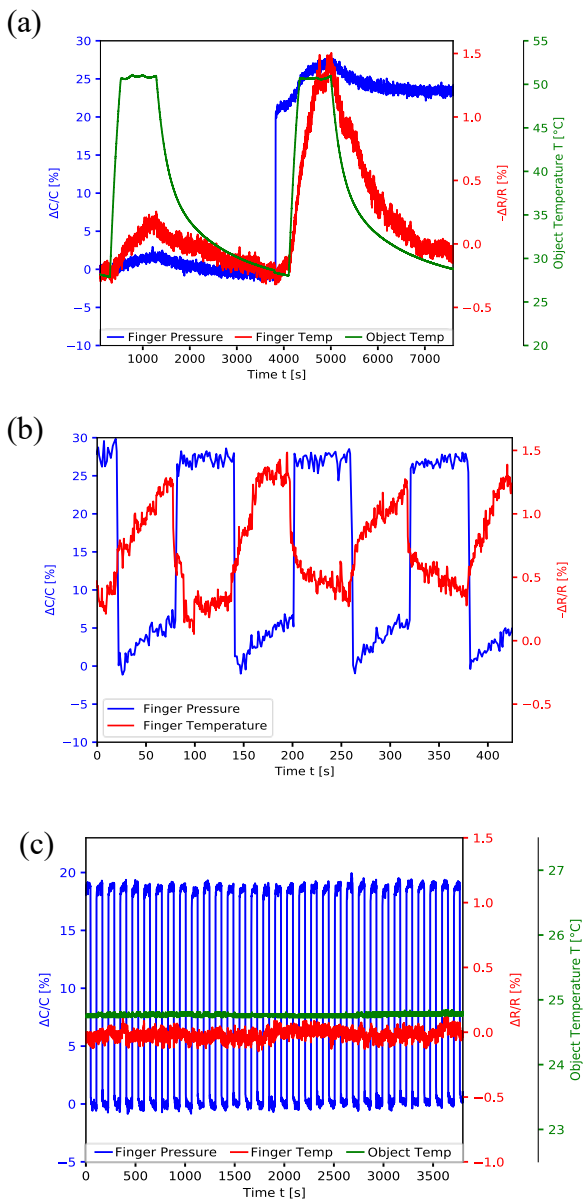 (a)
30
25
20
15
10
5
0
−5
−10
ΔC/C [%]
1.5
1.0
0.5
0.0
−0.5
−ΔR/R [%]
55
50
45
40
35
30
25
20
Object Temperature T [°C]
Finger Pressure Finger Temp Object Temp
1000 2000 3000 4000 5000 6000 7000
Time t [s]
(b)
30
25
20
15
10
5
0
−5
−10
ΔC/C [%]
1.5
1.0
0.5
0.0
−0.5
−ΔR/R [%]
Finger Pressure
Finger Temperature
0 50 100 150 200 250 300 350 400
Time t [s]
(c)
20
15
10
5
0
−5
ΔC/C [%]
1.5
1.0
0.5
0.0
−0.5
−1.0
ΔR/R [%]
27
26
25
24
23
Object Temperature T [°C]
Finger Pressure Finger Temp Object Temp
0 500 1000 1500 2000 2500 3000 3500
Time t [s]